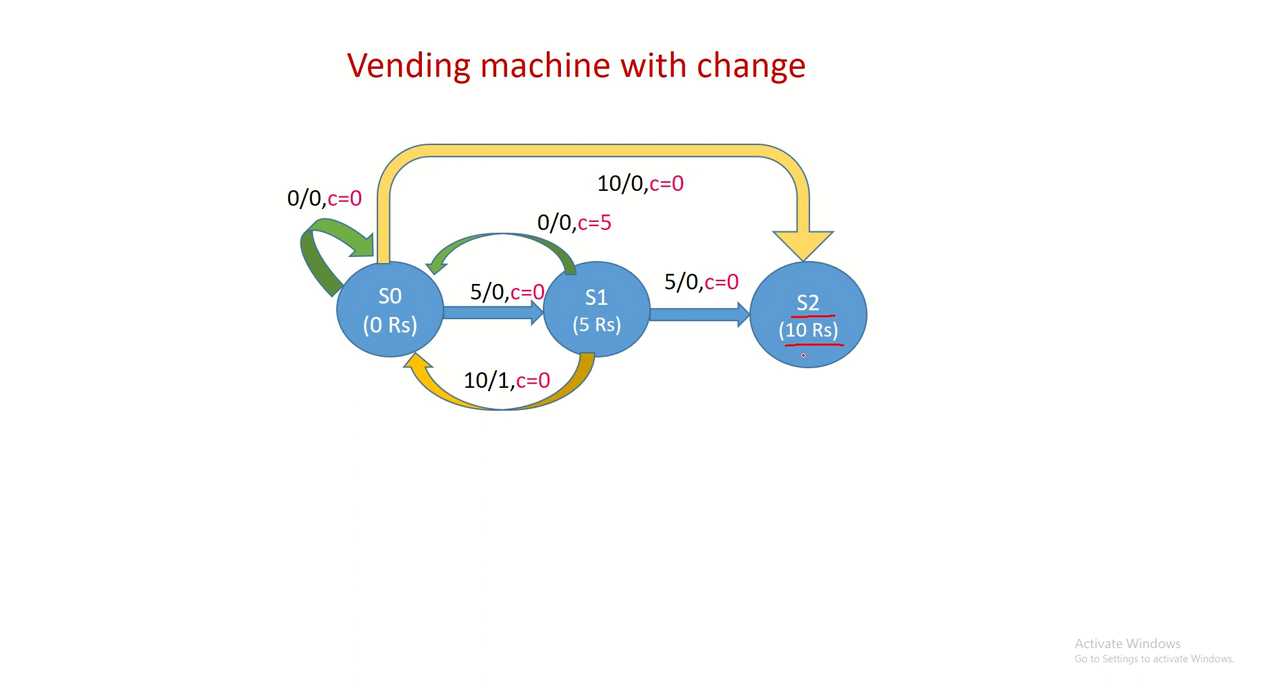 Vending machine with change
10/0,c=0
0/0,c=0
0/0,c=5
5/0,c=0
5/0,c=0
S0
(0 Rs)
S1
(5 Rs)
S2
(10 Rs)
10/1,c=0
Activate Windows
Go to Settings to activate Windows.